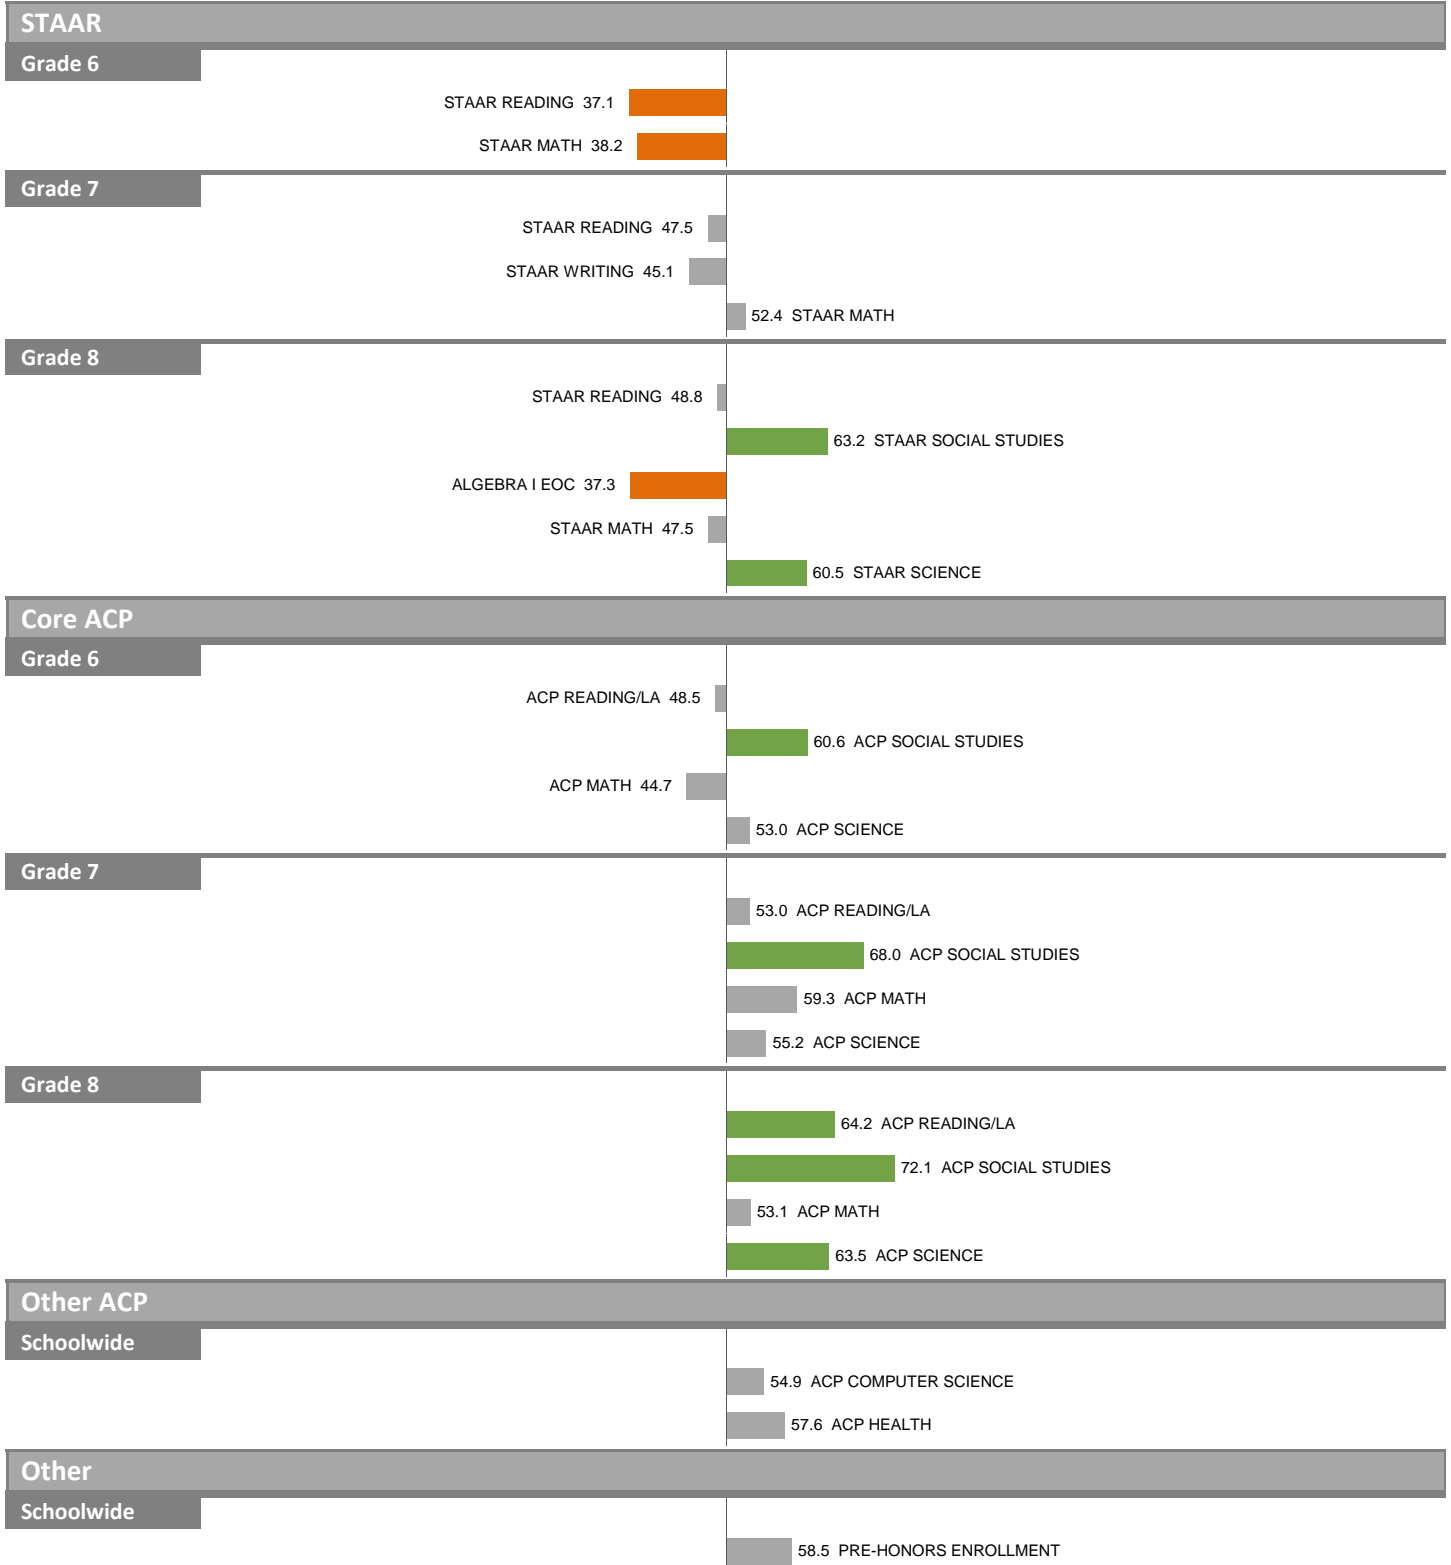 STAAR
Grade 6
STAAR READING 37.1
STAAR MATH 38.2
Grade 7
STAAR READING 47.5
STAAR WRITING 45.1
52.4 STAAR MATH
Grade 8
STAAR READING 48.8
63.2 STAAR SOCIAL STUDIES
ALGEBRA I EOC 37.3
STAAR MATH 47.5
60.5 STAAR SCIENCE
Core ACP
Grade 6
ACP READING/LA 48.5
60.6 ACP SOCIAL STUDIES
ACP MATH 44.7
53.0 ACP SCIENCE
Grade 7
53.0 ACP READING/LA
68.0 ACP SOCIAL STUDIES
59.3 ACP MATH
55.2 ACP SCIENCE
Grade 8
64.2 ACP READING/LA
72.1 ACP SOCIAL STUDIES
53.1 ACP MATH
63.5 ACP SCIENCE
Other ACP
Schoolwide
54.9 ACP COMPUTER SCIENCE
57.6 ACP HEALTH
Other
Schoolwide
58.5 PRE-HONORS ENROLLMENT